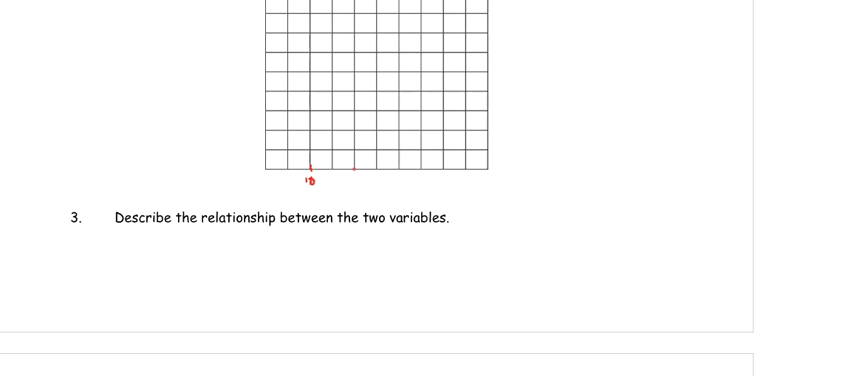 10
3. Describe the relationship between the two variables.